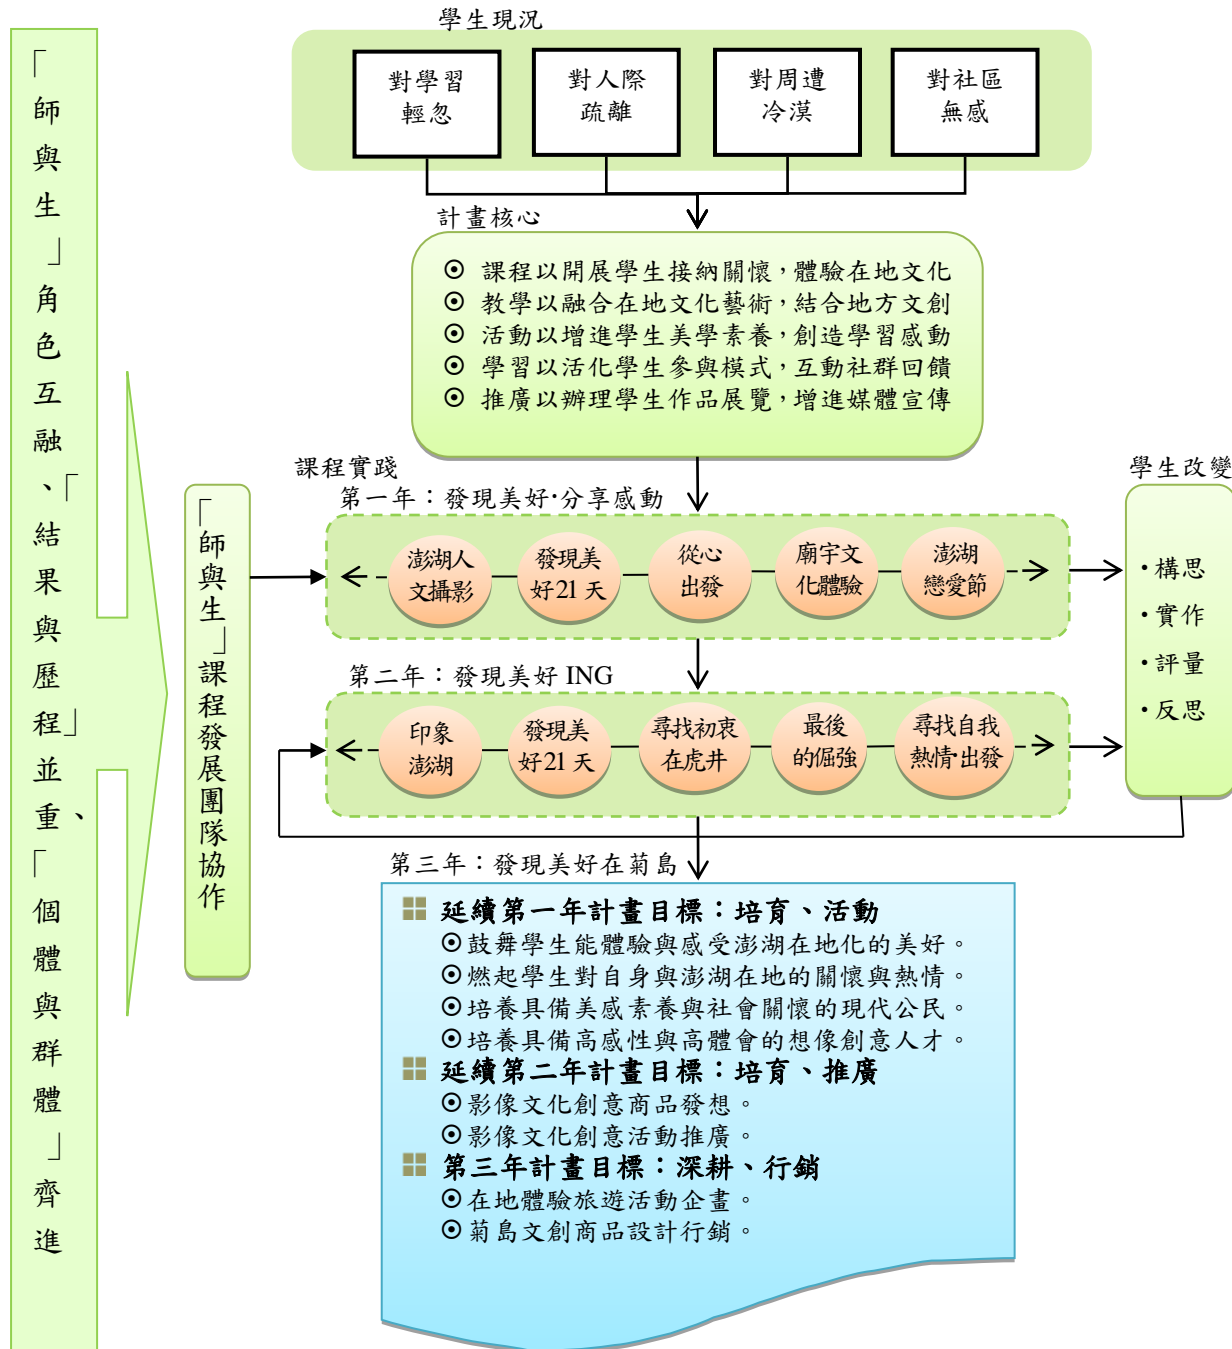 學生現況
對學習
輕忽
對人際
疏離
對周遭
冷漠
對社區
無感
計畫核心
⊙ 課程以開展學生接納關懷，體驗在地文化
⊙ 教學以融合在地文化藝術，結合地方文創
⊙ 活動以增進學生美學素養，創造學習感動
⊙ 學習以活化學生參與模式，互動社群回饋
⊙ 推廣以辦理學生作品展覽，增進媒體宣傳
「師與生」角色互融、「結果與歷程」並重、「個體與群體」齊進
「師與生」課程發展團隊協作
課程實踐
第一年：發現美好·分享感動
澎湖人
文攝影
發現美
好21天
從心
出發
廟宇文
化體驗
澎湖
戀愛節
第二年：發現美好 ING
印象
澎湖
發現美
好21天
尋找初衷
在虎井
最後
的倔強
尋找自我
熱情·出發
學生改變
·構思
·實作
·評量
·反思
第三年：發現美好在菊島
延續第一年計畫目標：培育、活動
⊙鼓舞學生能體驗與感受澎湖在地化的美好。
⊙燃起學生對自身與澎湖在地的關懷與熱情。
⊙培養具備美感素養與社會關懷的現代公民。
⊙培養具備高感性與高體會的想像創意人才。
延續第二年計畫目標：培育、推廣
⊙影像文化創意商品發想。
⊙影像文化創意活動推廣。
第三年計畫目標：深耕、行銷
⊙在地體驗旅遊活動企畫。
⊙菊島文創商品設計行銷。